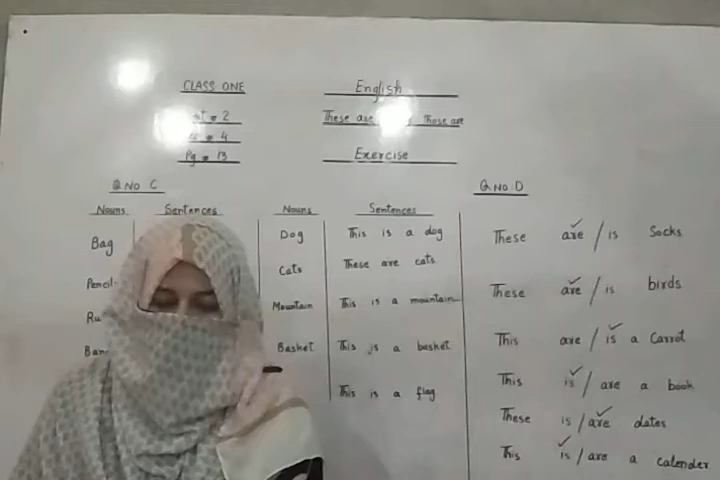 CLASS ONE
English
= 2
These are Those are
= 4
Pg = 13
Exercise
Q NO C
Q NO D
Nouns Sentences Nouns Sentences
Bag
Dog This is a dog
Pencil
Cats These are cats
Mountain This is a mountain
Basket This is a basket
This is a flag
These are / is Socks
These are / is birds
This are / is a Carrot
This is / are a book
These is / are dates
This is / are a calender